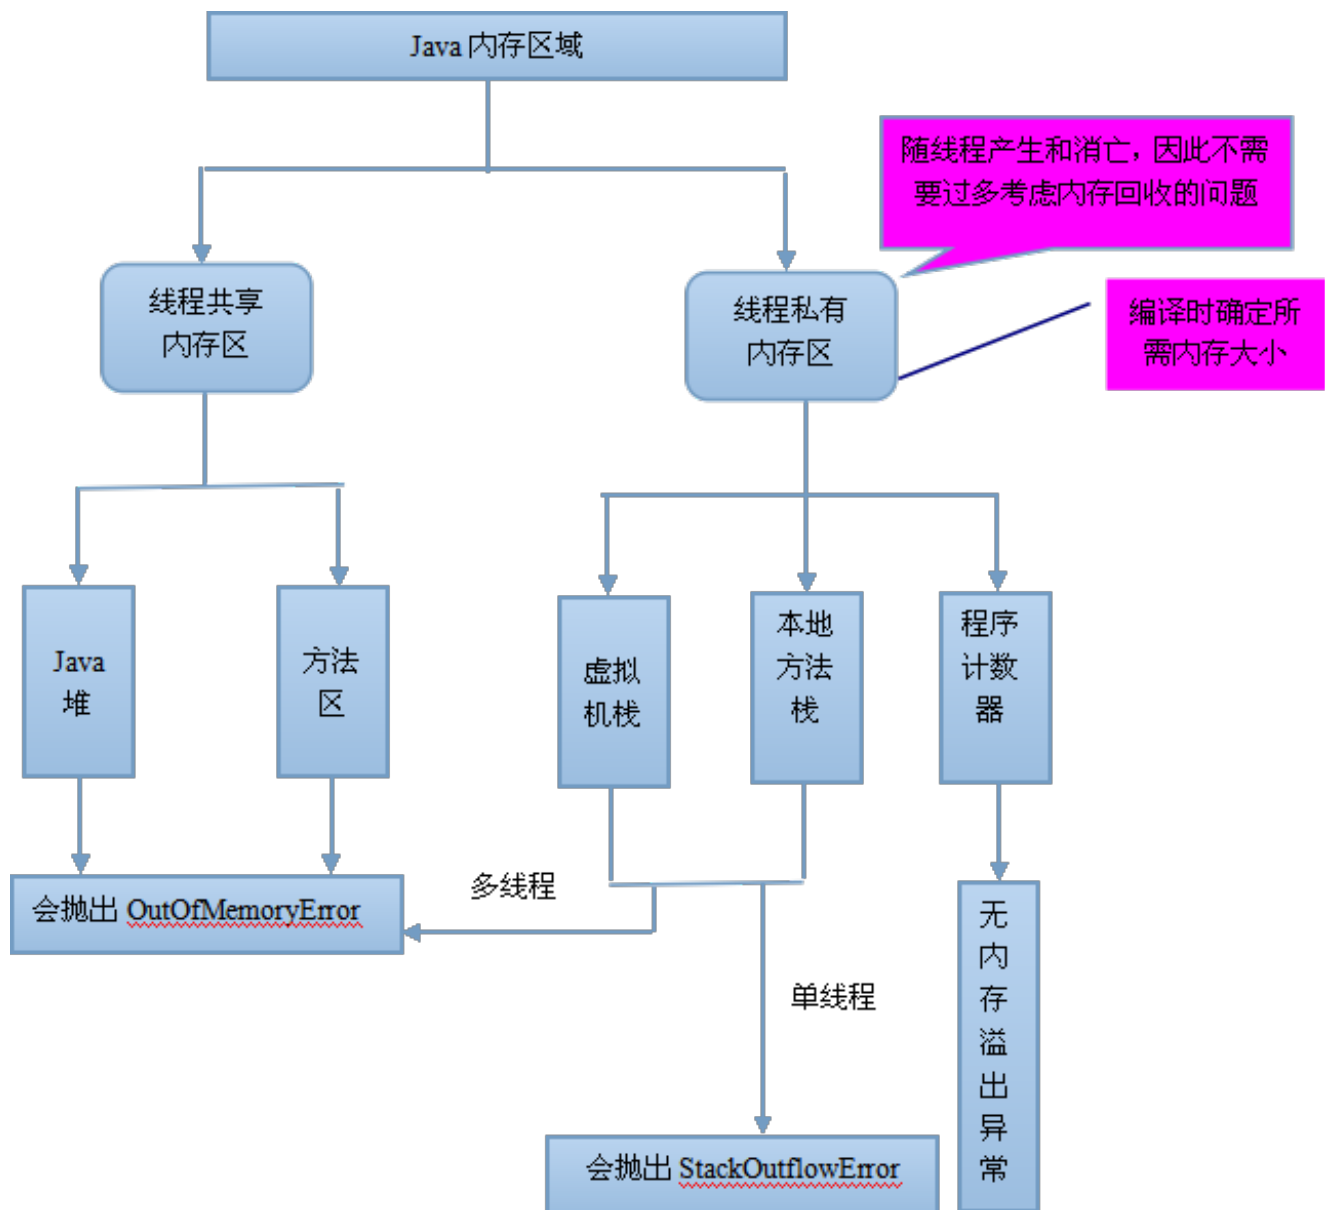 Java 内存区域
随线程产生和消亡，因此不需
要过多考虑内存回收的问题
线程共享
内存区
线程私有
内存区
编译时确定所
需内存大小
Java
堆
方法
区
虚拟
机栈
本地
方法
栈
程序
计数
器
会抛出 OutOfMemoryError
多线程
单线程
无
内
存
溢
出
异
常
会抛出 StackOutflowError